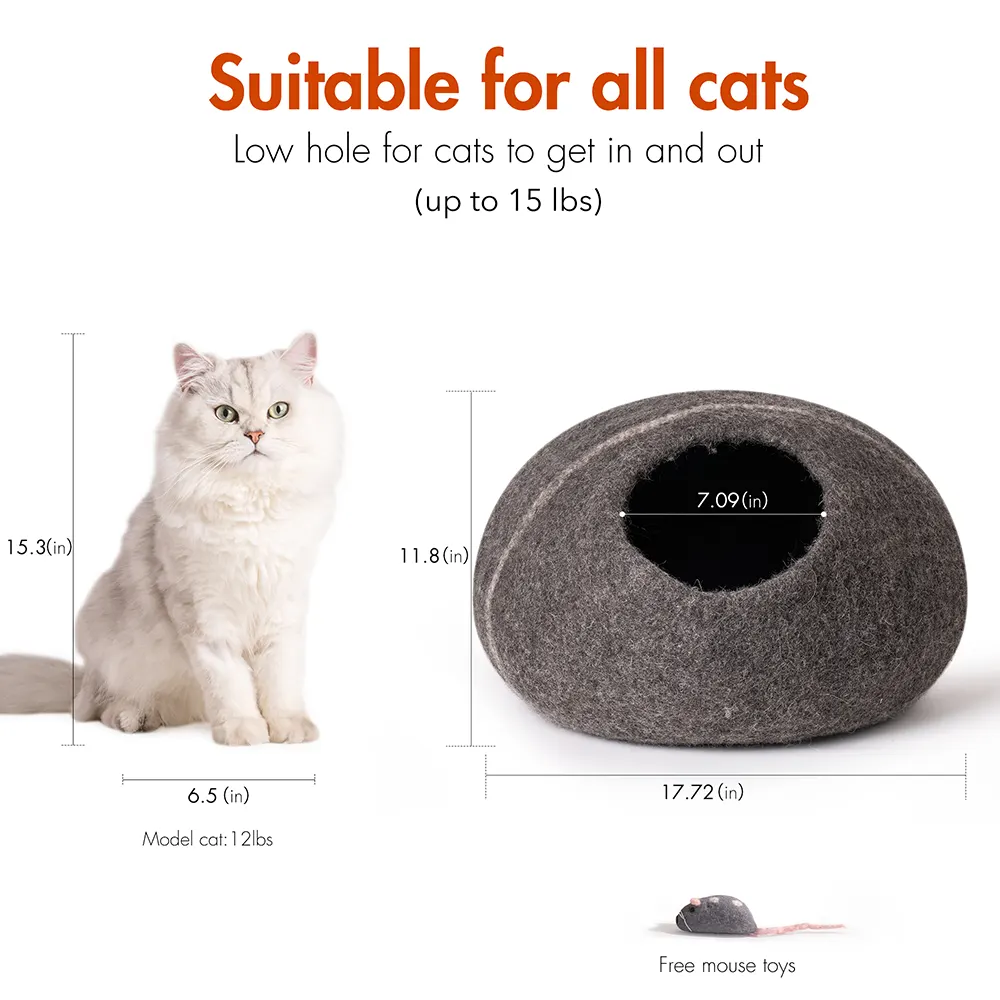 Suitable for all cats
Low hole for cats to get in and out
(up to 15 lbs)
15.3(in)
11.8(in)
7.09(in)
6.5 (in)
17.72(in)
Model cat:12lbs
Free mouse toys